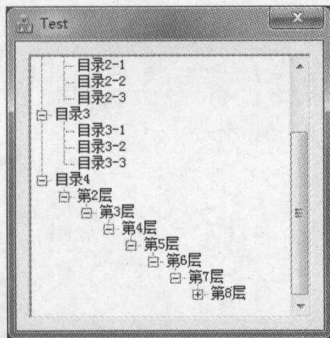 Test
目录2-1
目录2-2
目录2-3
目录3
目录3-1
目录3-2
目录3-3
目录4
第2层
第3层
第4层
第5层
第6层
第7层
第8层